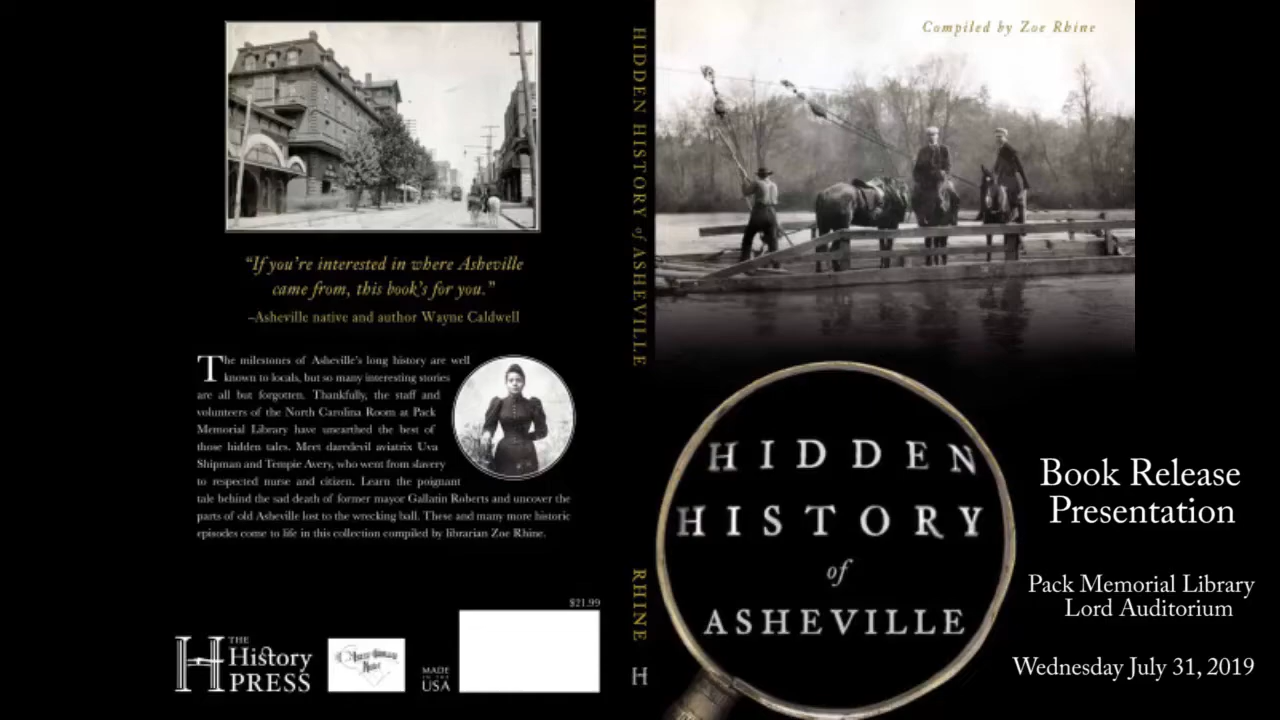 “If you’re interested in where Asheville
came from, this book’s for you.”
–Asheville native and author Wayne Caldwell
The milestones of Asheville’s long history are well
known to locals, but so many interesting stories
are all but forgotten. Thankfully, the staff and
volunteers of the North Carolina Room at Pack
Memorial Library have unearthed the best of
those hidden tales. Meet daredevil aviatrix Uva
Shipman and Tempie Avery, who went from slavery
to respected nurse and citizen. Learn the poignant
tale behind the sad death of former mayor Gallatin Roberts and uncover the
parts of old Asheville lost to the wrecking ball. These and many more historic
episodes come to life in this collection compiled by librarian Zoe Rhine.
$21.99
H
THE
History
PRESS
MADE
IN THE
USA
HIDDEN HISTORY of ASHEVILLE
RHINE
H
Compiled by Zoe Rhine
HIDDEN
HISTORY
of
ASHEVILLE
Book Release
Presentation
Pack Memorial Library
Lord Auditorium
Wednesday July 31, 2019